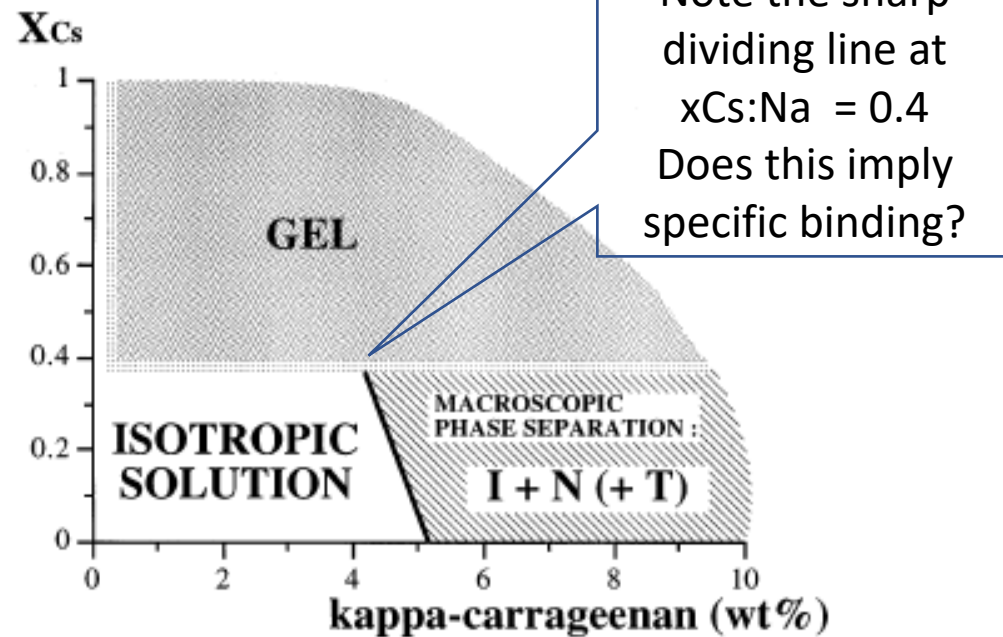 XCs
Note the sharp
dividing line at
xCs:Na = 0.4
Does this imply
specific binding?
1
0.8
GEL
0.6
0.4
MACROSCOPIC
PHASE SEPARATION :
ISOTROPIC
SOLUTION
0.2
I + N (+ T)
0
0 2 4 6 8 10
kappa-carrageenan (wt%)